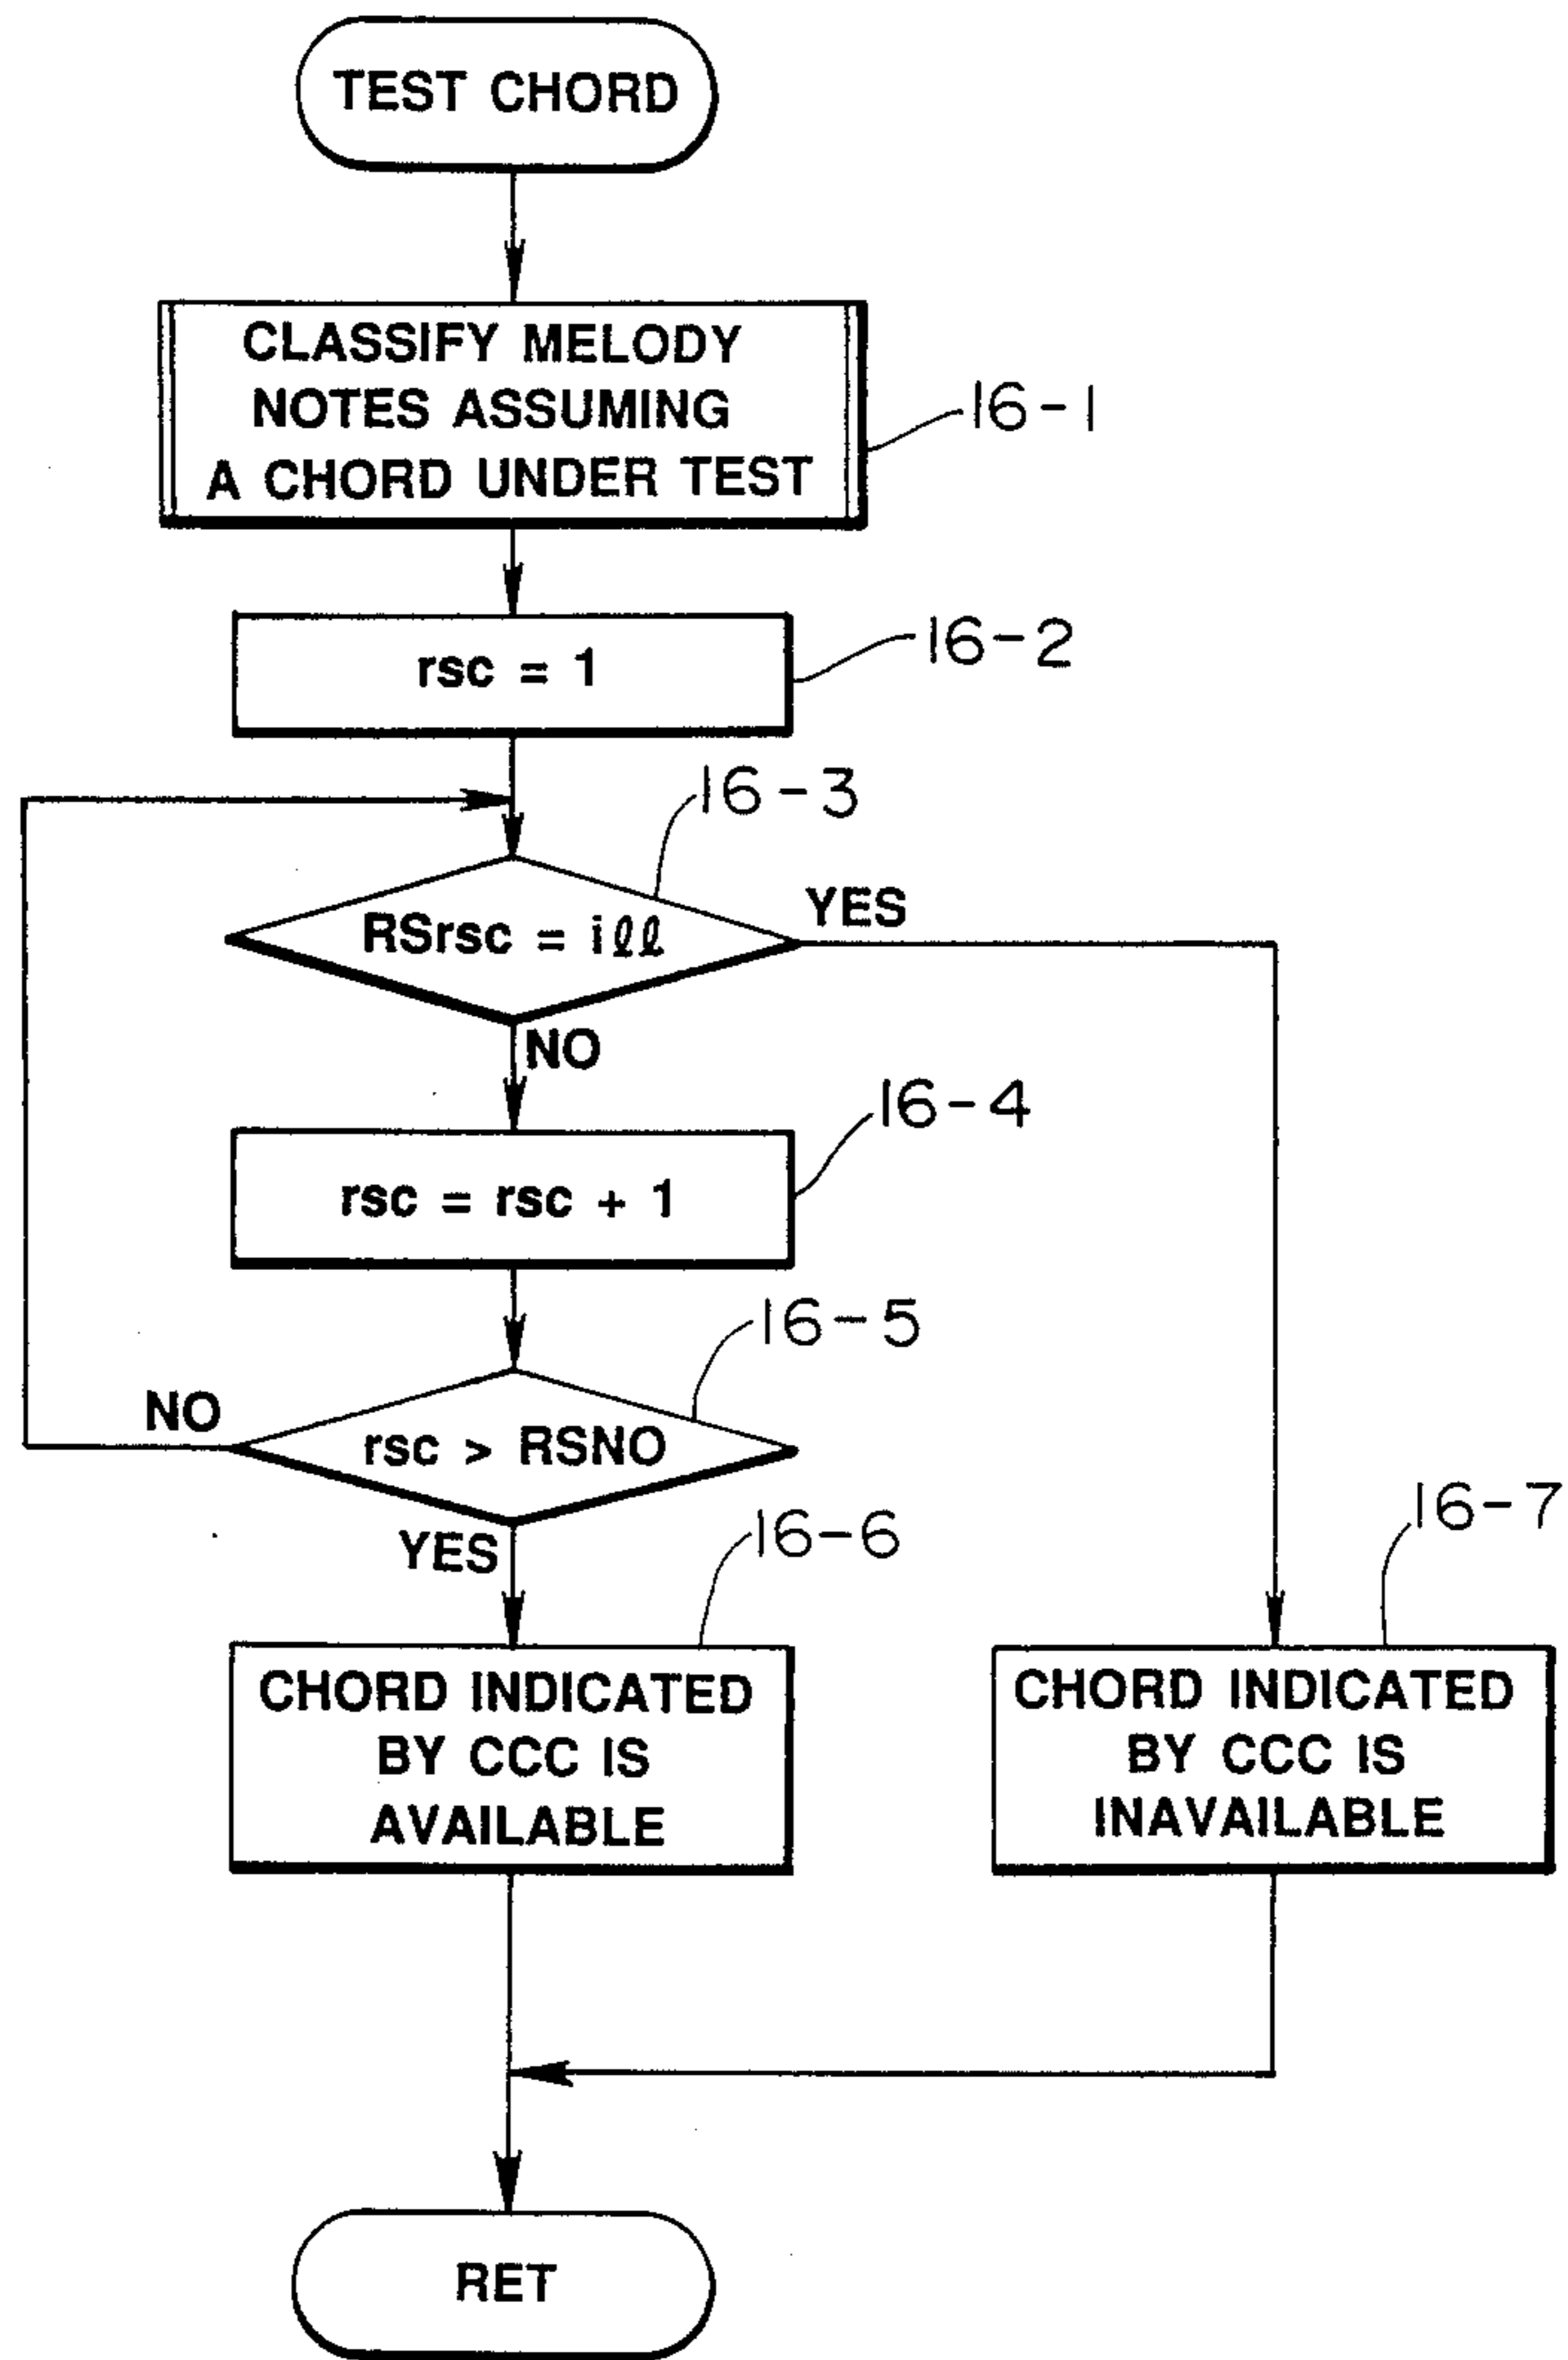 TEST CHORD
CLASSIFY MELODY
NOTES ASSUMING
A CHORD UNDER TEST
16-1
rsc = 1
16-2
16-3
RSrsc = ill
YES
NO
16-4
rsc = rsc + 1
16-5
NO
rsc > RSNO
YES
16-6
16-7
CHORD INDICATED
BY CCC IS
AVAILABLE
CHORD INDICATED
BY CCC IS
INAVAILABLE
RET